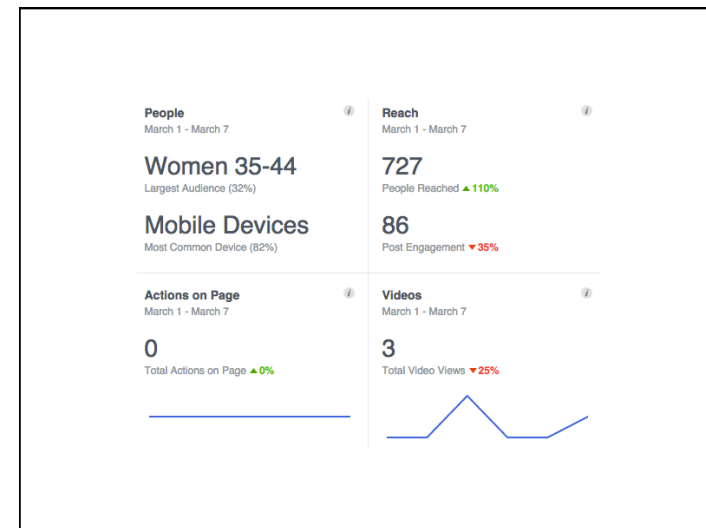 People
March 1 - March 7
Women 35-44
Largest Audience (32%)
Mobile Devices
Most Common Device (82%)
Reach
March 1 - March 7
727
People Reached ▲110%
86
Post Engagement ▼35%
Actions on Page
March 1 - March 7
0
Total Actions on Page ▲0%
Videos
March 1 - March 7
3
Total Video Views ▼25%